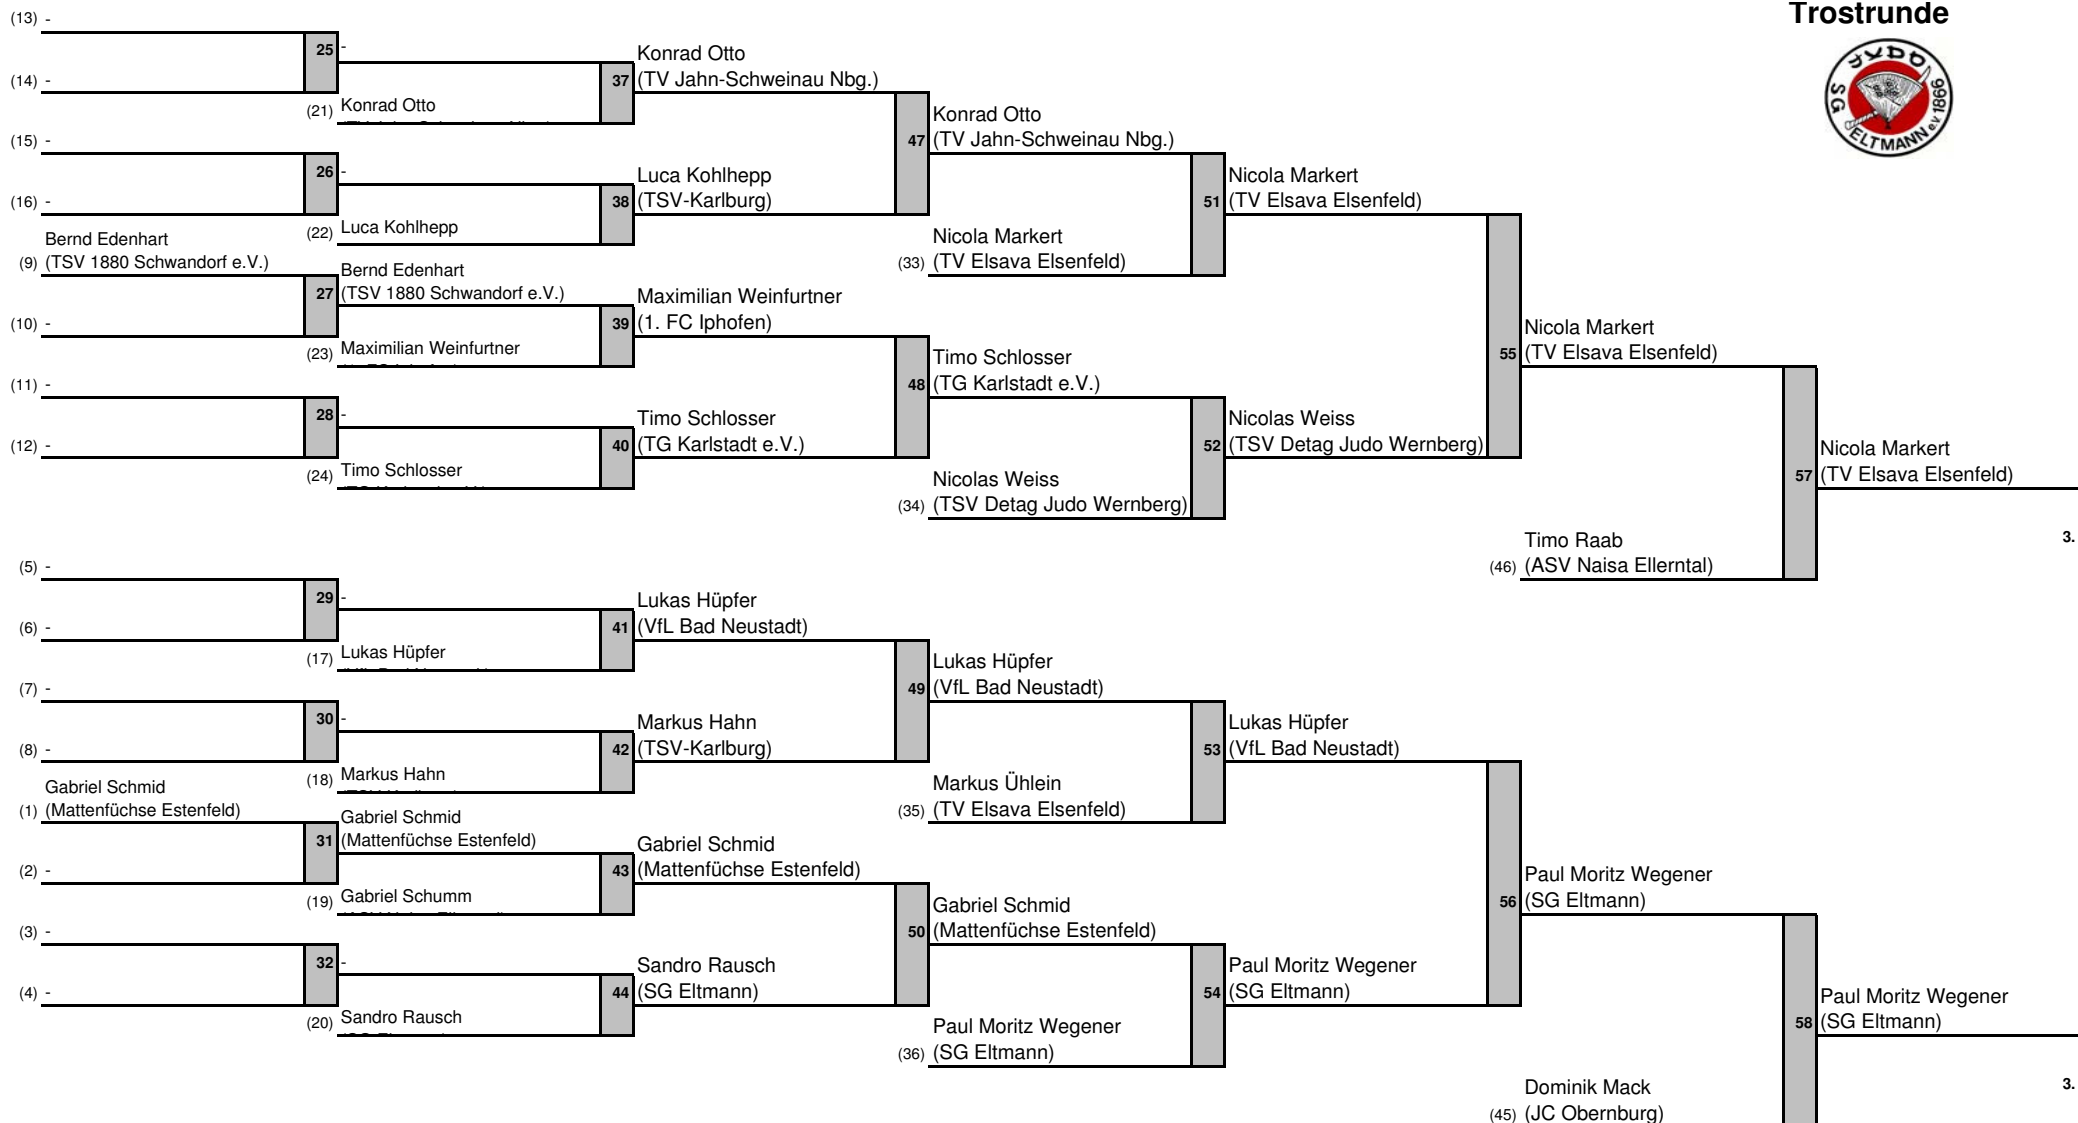 Trostrunde
JUDO
SG ELTMANN e.V. 1866
(13) -
25 -
(14) -
(21) Konrad Otto
37 Konrad Otto
(TV Jahn-Schweinau Nbg.)
(15) -
26 -
(16) -
(22) Luca Kohlhepp
38 Luca Kohlhepp
(TSV-Karlburg)
47 Konrad Otto
(TV Jahn-Schweinau Nbg.)
Nicola Markert
(33) (TV Elsava Elsenfeld)
51 Nicola Markert
(TV Elsava Elsenfeld)
Bernd Edenhart
(9) (TSV 1880 Schwandorf e.V.)
27 Bernd Edenhart
(TSV 1880 Schwandorf e.V.)
(10) -
(23) Maximilian Weinfurtner
39 Maximilian Weinfurtner
(1. FC Iphofen)
(11) -
28 -
(12) -
(24) Timo Schlosser
40 Timo Schlosser
(TG Karlstadt e.V.)
48 Timo Schlosser
(TG Karlstadt e.V.)
Nicolas Weiss
(34) (TSV Detag Judo Wernberg)
52 Nicolas Weiss
(TSV Detag Judo Wernberg)
55 Nicola Markert
(TV Elsava Elsenfeld)
Timo Raab
(46) (ASV Naisa Ellerntal)
57 Nicola Markert
(TV Elsava Elsenfeld)
3.
(5) -
29 -
(6) -
(17) Lukas Hüpfer
41 Lukas Hüpfer
(VfL Bad Neustadt)
(7) -
30 -
(8) -
(18) Markus Hahn
42 Markus Hahn
(TSV-Karlburg)
49 Lukas Hüpfer
(VfL Bad Neustadt)
Markus Ühlein
(35) (TV Elsava Elsenfeld)
53 Lukas Hüpfer
(VfL Bad Neustadt)
Gabriel Schmid
(1) (Mattenfüchse Estenfeld)
31 Gabriel Schmid
(Mattenfüchse Estenfeld)
(2) -
(19) Gabriel Schumm
43 Gabriel Schmid
(Mattenfüchse Estenfeld)
(3) -
32 -
(4) -
(20) Sandro Rausch
44 Sandro Rausch
(SG Eltmann)
50 Gabriel Schmid
(Mattenfüchse Estenfeld)
Paul Moritz Wegener
(36) (SG Eltmann)
54 Paul Moritz Wegener
(SG Eltmann)
56 Paul Moritz Wegener
(SG Eltmann)
Dominik Mack
(45) (JC Obernburg)
58 Paul Moritz Wegener
(SG Eltmann)
3.